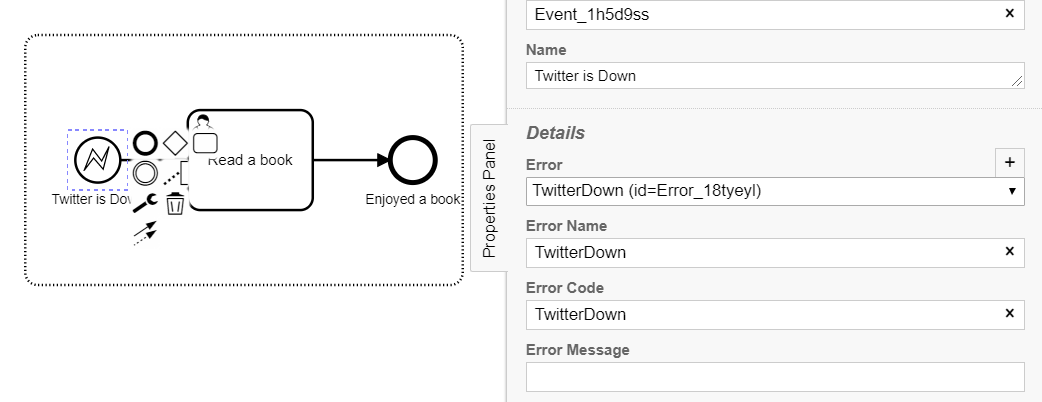 Twitter is Do
Read a book
Enjoyed a book
Properties Panel
Event_1h5d9ss
Name
Twitter is Down
Details
Error
+
TwitterDown (id=Error_18tyeyl)
Error Name
TwitterDown
Error Code
TwitterDown
Error Message